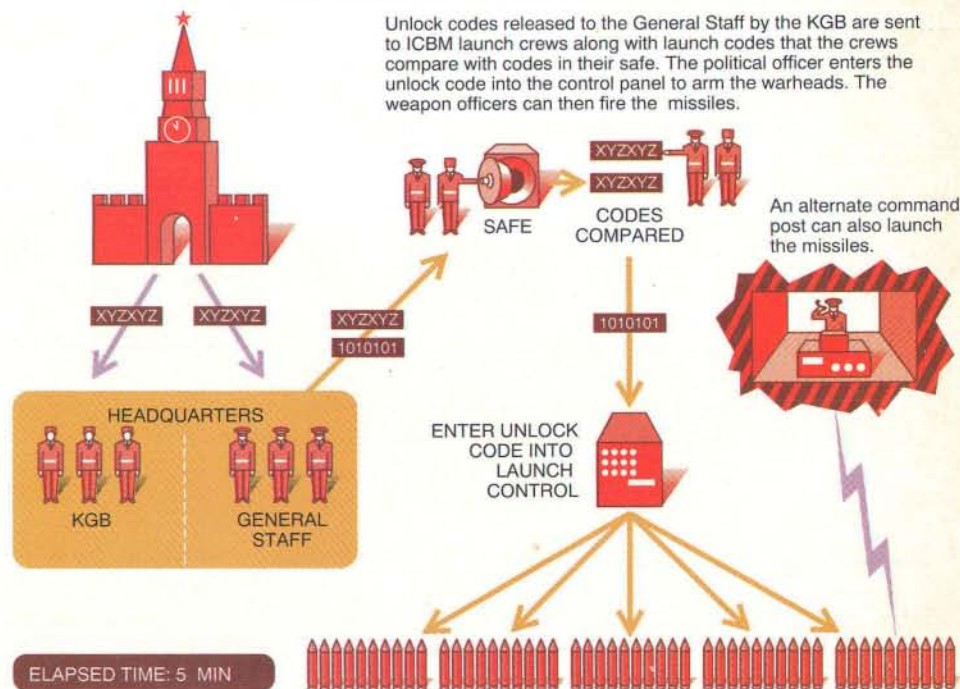 Unlock codes released to the General Staff by the KGB are sent
to ICBM launch crews along with launch codes that the crews
compare with codes in their safe. The political officer enters the
unlock code into the control panel to arm the warheads. The
weapon officers can then fire the missiles.
XYZXYZ
XYZXYZ
SAFE
CODES
COMPARED
An alternate command
post can also launch
the missiles.
XYZXYZ
XYZXYZ
XYZXYZ
1010101
1010101
HEADQUARTERS
KGB
GENERAL
STAFF
ENTER UNLOCK
CODE INTO
LAUNCH
CONTROL
ELAPSED TIME: 5 MIN